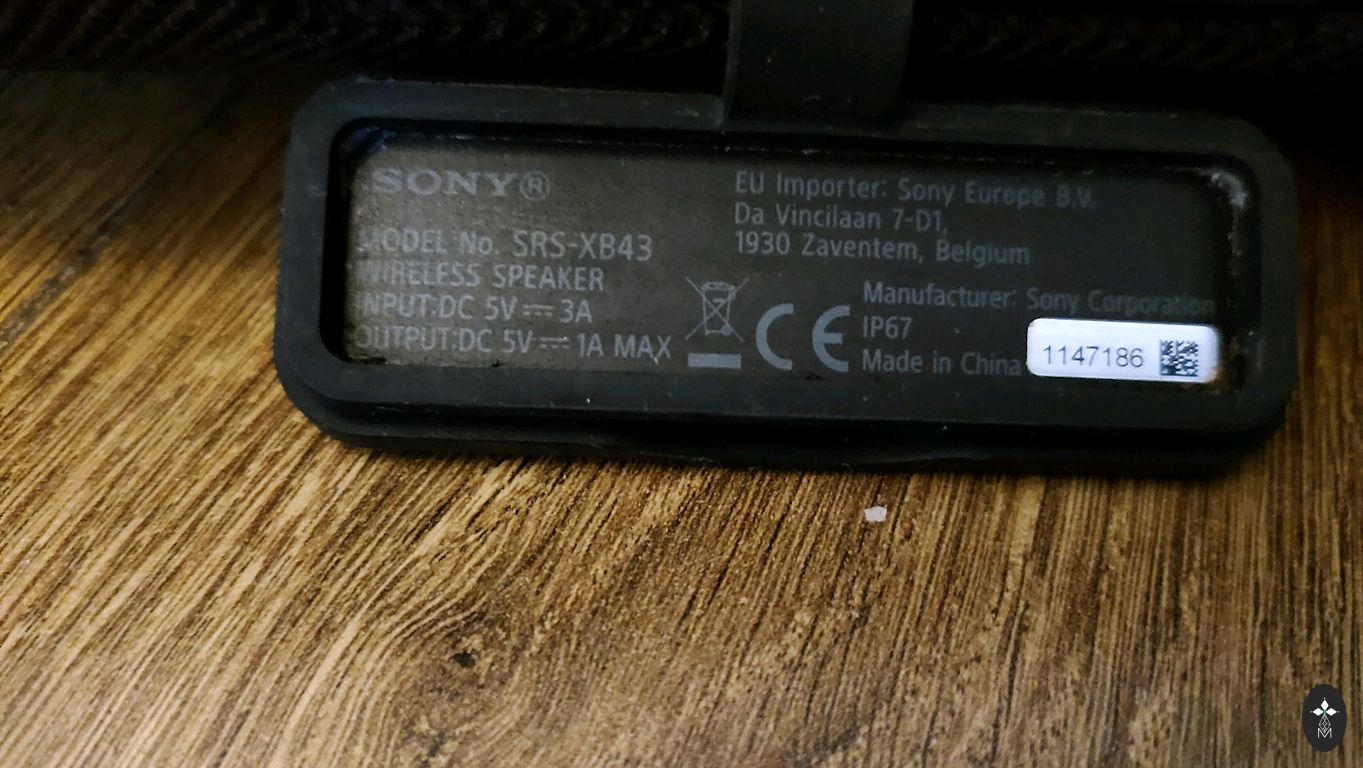 SONY®
MODEL No. SRS-XB43
WIRELESS SPEAKER
INPUT:DC 5V⎓3A
OUTPUT:DC 5V⎓1A MAX
EU Importer: Sony Europe B.V.
Da Vincilaan 7-D1,
1930 Zaventem, Belgium
CE
Manufacturer: Sony Corporation
IP67
Made in China
1147186
M